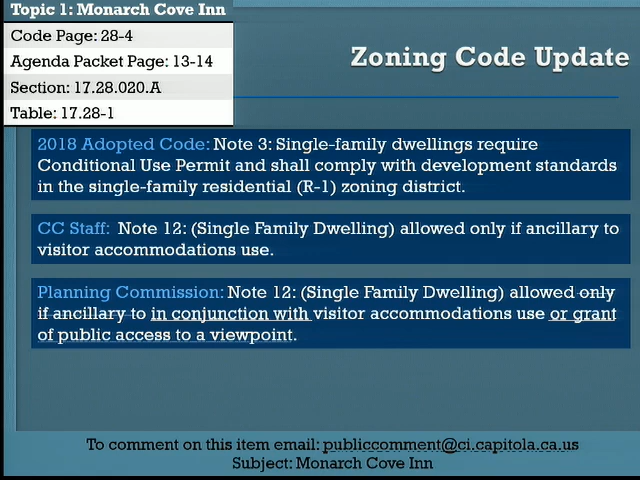 Topic 1: Monarch Cove Inn
Code Page: 28-4
Agenda Packet Page: 13-14
Section: 17.28.020.A
Table: 17.28-1
Zoning Code Update
2018 Adopted Code: Note 3: Single-family dwellings require
Conditional Use Permit and shall comply with development standards
in the single-family residential (R-1) zoning district.
CC Staff: Note 12: (Single Family Dwelling) allowed only if ancillary to
visitor accommodations use.
Planning Commission: Note 12: (Single Family Dwelling) allowed only
if ancillary to in conjunction with visitor accommodations use or grant
of public access to a viewpoint.
To comment on this item email: publiccomment@ci.capitola.ca.us
Subject: Monarch Cove Inn